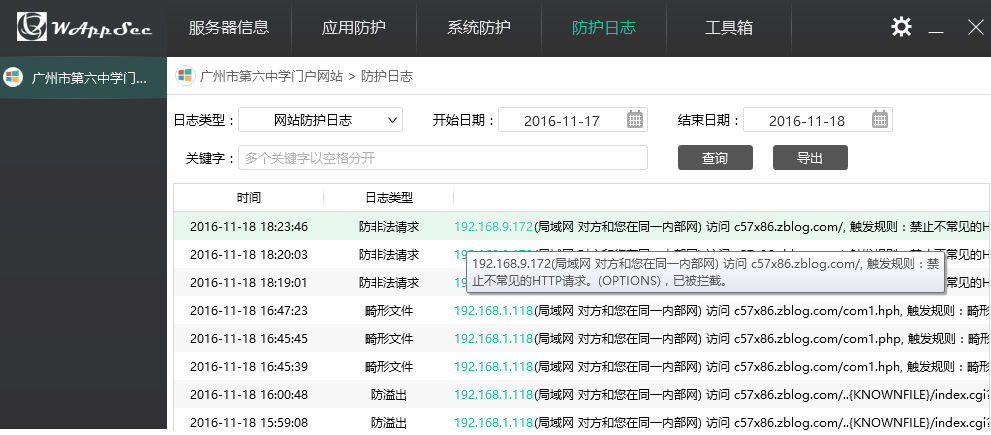 WAppSec 服务器信息 应用防护 系统防护 防护日志 工具箱
广州市第六中学门...
广州市第六中学门户网站 > 防护日志
日志类型： 网站防护日志 开始日期： 2016-11-17 结束日期： 2016-11-18
关键字： 多个关键字以空格分开 查询 导出
时间 日志类型
2016-11-18 18:23:46 防非法请求 192.168.9.172(局域网 对方和您在同一内部网) 访问 c57x86.zblog.com/, 触发规则：禁止不常见的H
2016-11-18 18:20:03 防非法请求
192.168.9.172(局域网 对方和您在同一内部网) 访问 c57x86.zblog.com/, 触发规则：禁
止不常见的HTTP请求。(OPTIONS)，已被拦截。
2016-11-18 18:19:01 防非法请求
2016-11-18 16:47:23 畸形文件 192.168.1.118(局域网 对方和您在同一内部网) 访问 c57x86.zblog.com/com1.hph, 触发规则：畸形
2016-11-18 16:45:45 畸形文件 192.168.1.118(局域网 对方和您在同一内部网) 访问 c57x86.zblog.com/com1.php, 触发规则：畸形
2016-11-18 16:45:39 畸形文件 192.168.1.118(局域网 对方和您在同一内部网) 访问 c57x86.zblog.com/com1.hph, 触发规则：畸形
2016-11-18 16:00:48 防溢出 192.168.1.118(局域网 对方和您在同一内部网) 访问 c57x86.zblog.com/..{KNOWNFILE}/index.cgi?
2016-11-18 15:59:08 防溢出 192.168.1.118(局域网 对方和您在同一内部网) 访问 c57x86.zblog.com/..{KNOWNFILE}/index.cgi?